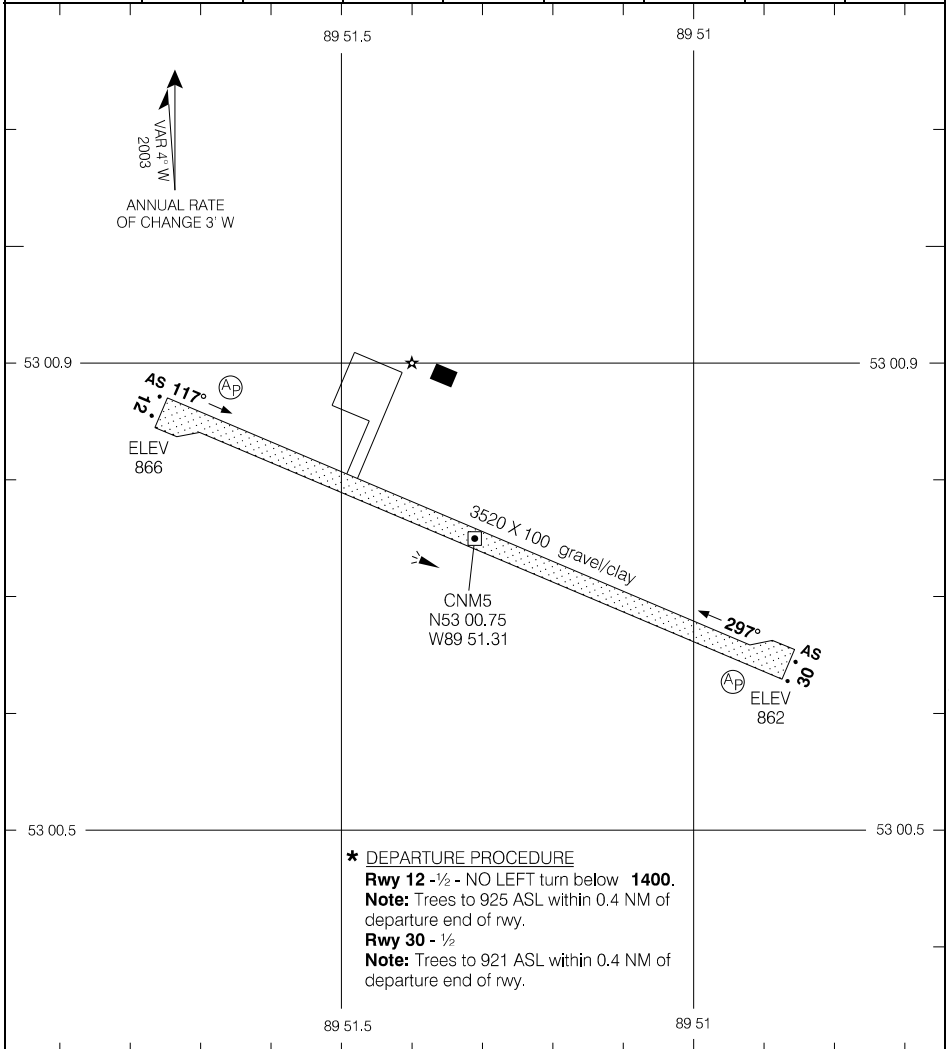 89 51.5
89 51
VAR 4° W
2003
ANNUAL RATE
OF CHANGE 3' W
53 00.9
53 00.9
AS
117°
AP
12
ELEV
866
3520 X 100 gravel/clay
CNM5
N53 00.75
W89 51.31
297°
AS
30
AP
ELEV
862
53 00.5
53 00.5
* DEPARTURE PROCEDURE
Rwy 12 -½ - NO LEFT turn below 1400.
Note: Trees to 925 ASL within 0.4 NM of
departure end of rwy.
Rwy 30 - ½
Note: Trees to 921 ASL within 0.4 NM of
departure end of rwy.
89 51.5
89 51